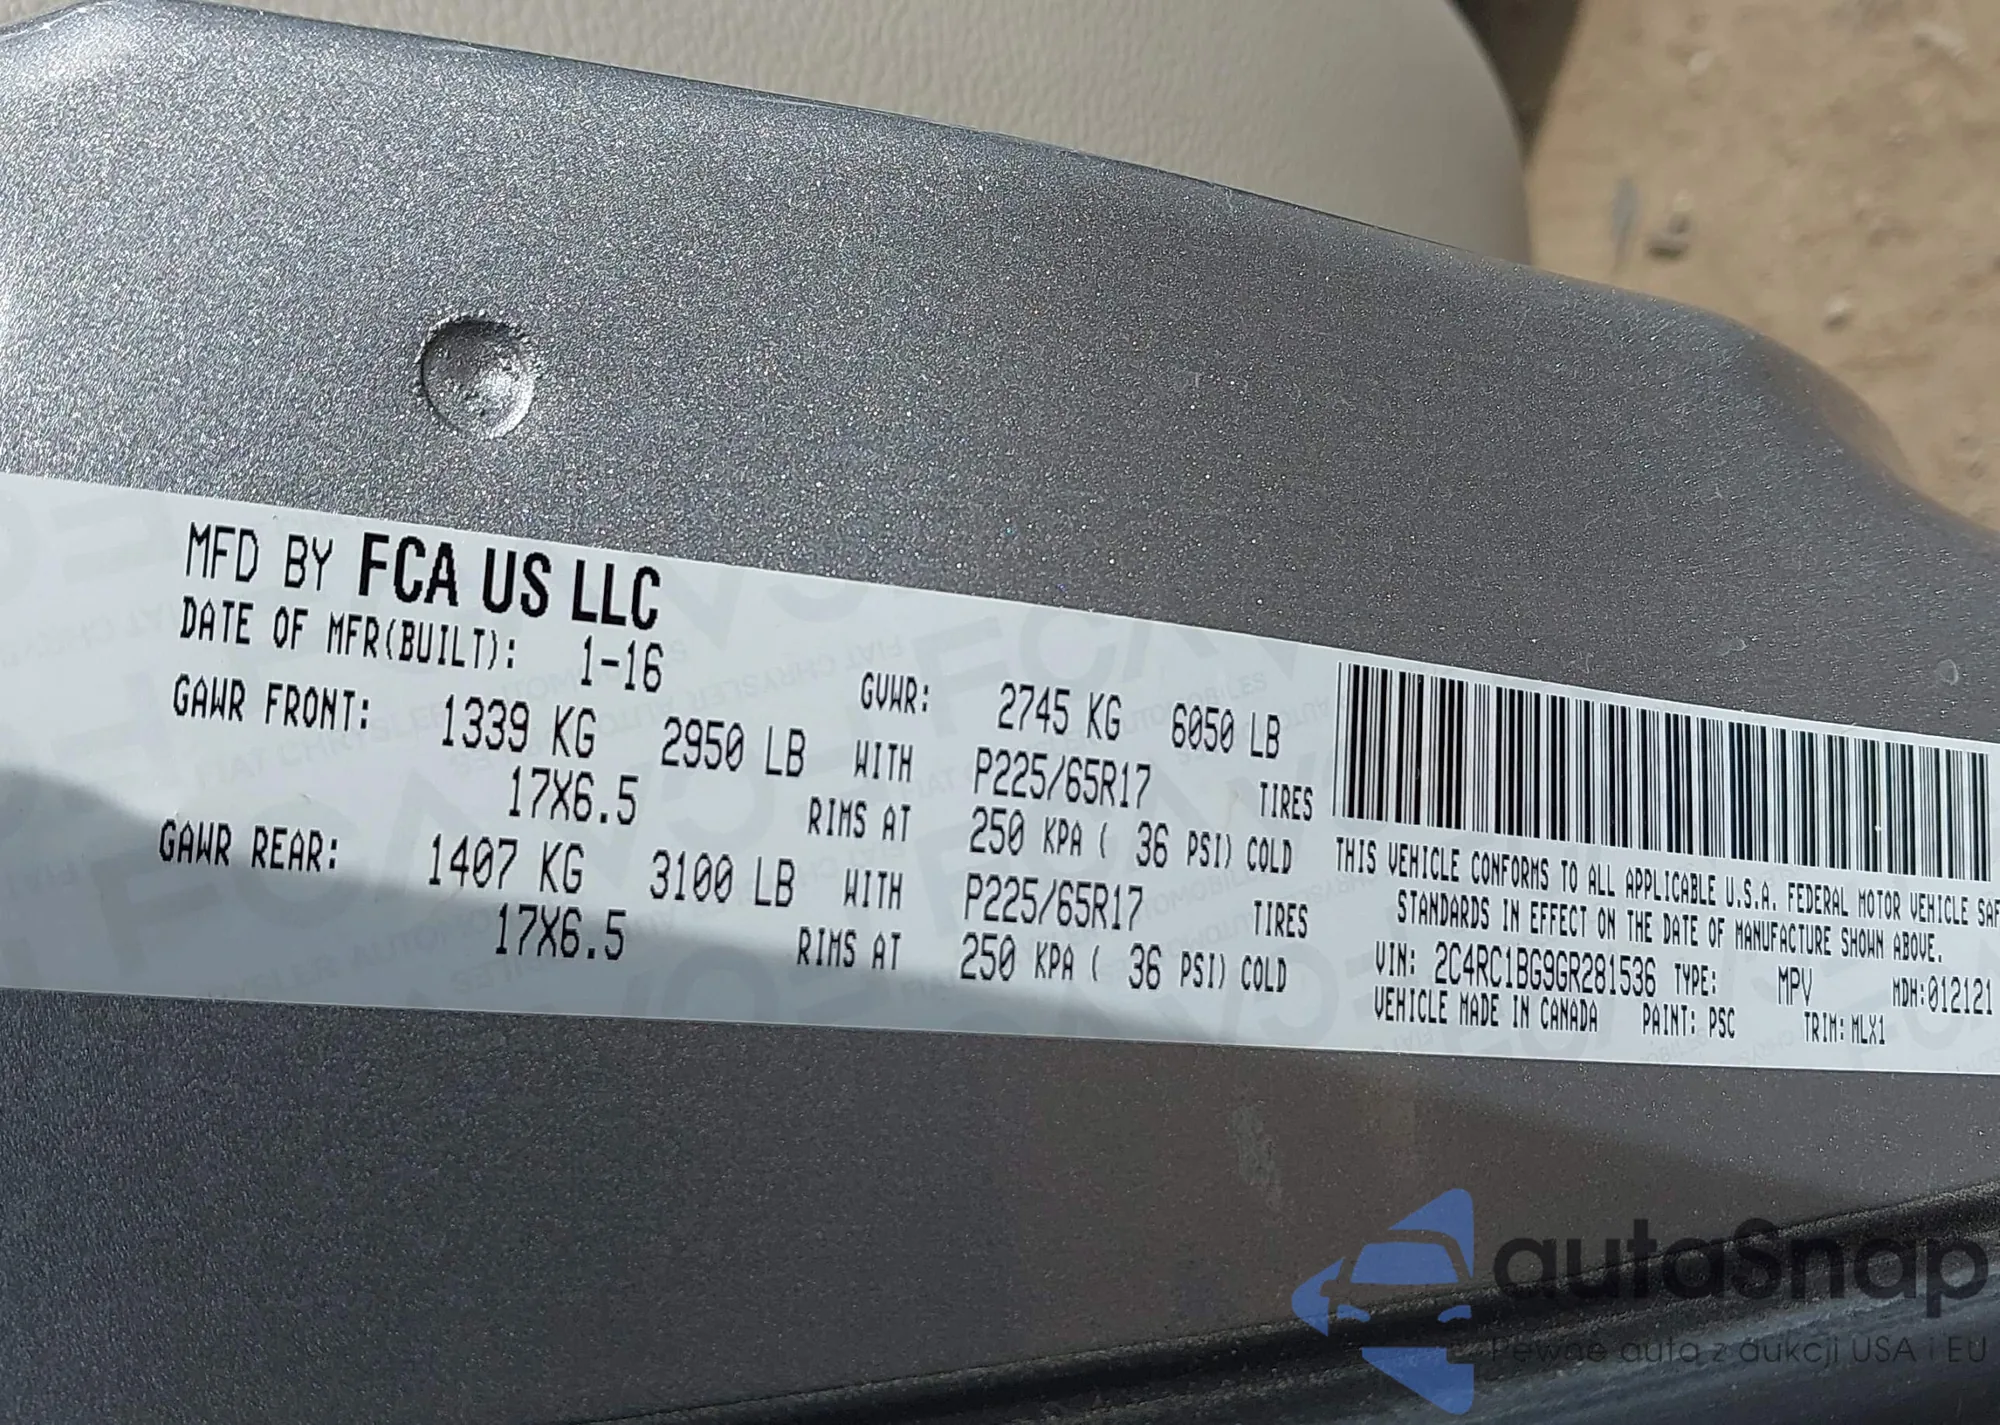 MFD BY FCA US LLC
DATE OF MFR(BUILT): 1-16 GVWR: 2745 KG 6050 LB
GAWR FRONT: 1339 KG 2950 LB WITH P225/65R17 TIRES
17X6.5 RIMS AT 250 KPA ( 36 PSI) COLD
GAWR REAR: 1407 KG 3100 LB WITH P225/65R17 TIRES
17X6.5 RIMS AT 250 KPA ( 36 PSI) COLD
THIS VEHICLE CONFORMS TO ALL APPLICABLE U.S.A. FEDERAL MOTOR VEHICLE SAF
STANDARDS IN EFFECT ON THE DATE OF MANUFACTURE SHOWN ABOVE.
VIN: 2C4RC1BG9GR281536 TYPE: MPV MDH:012121
VEHICLE MADE IN CANADA PAINT: PSC TRIM: MLX1
autaSnap
Pewne auta z aukcji USA i EU